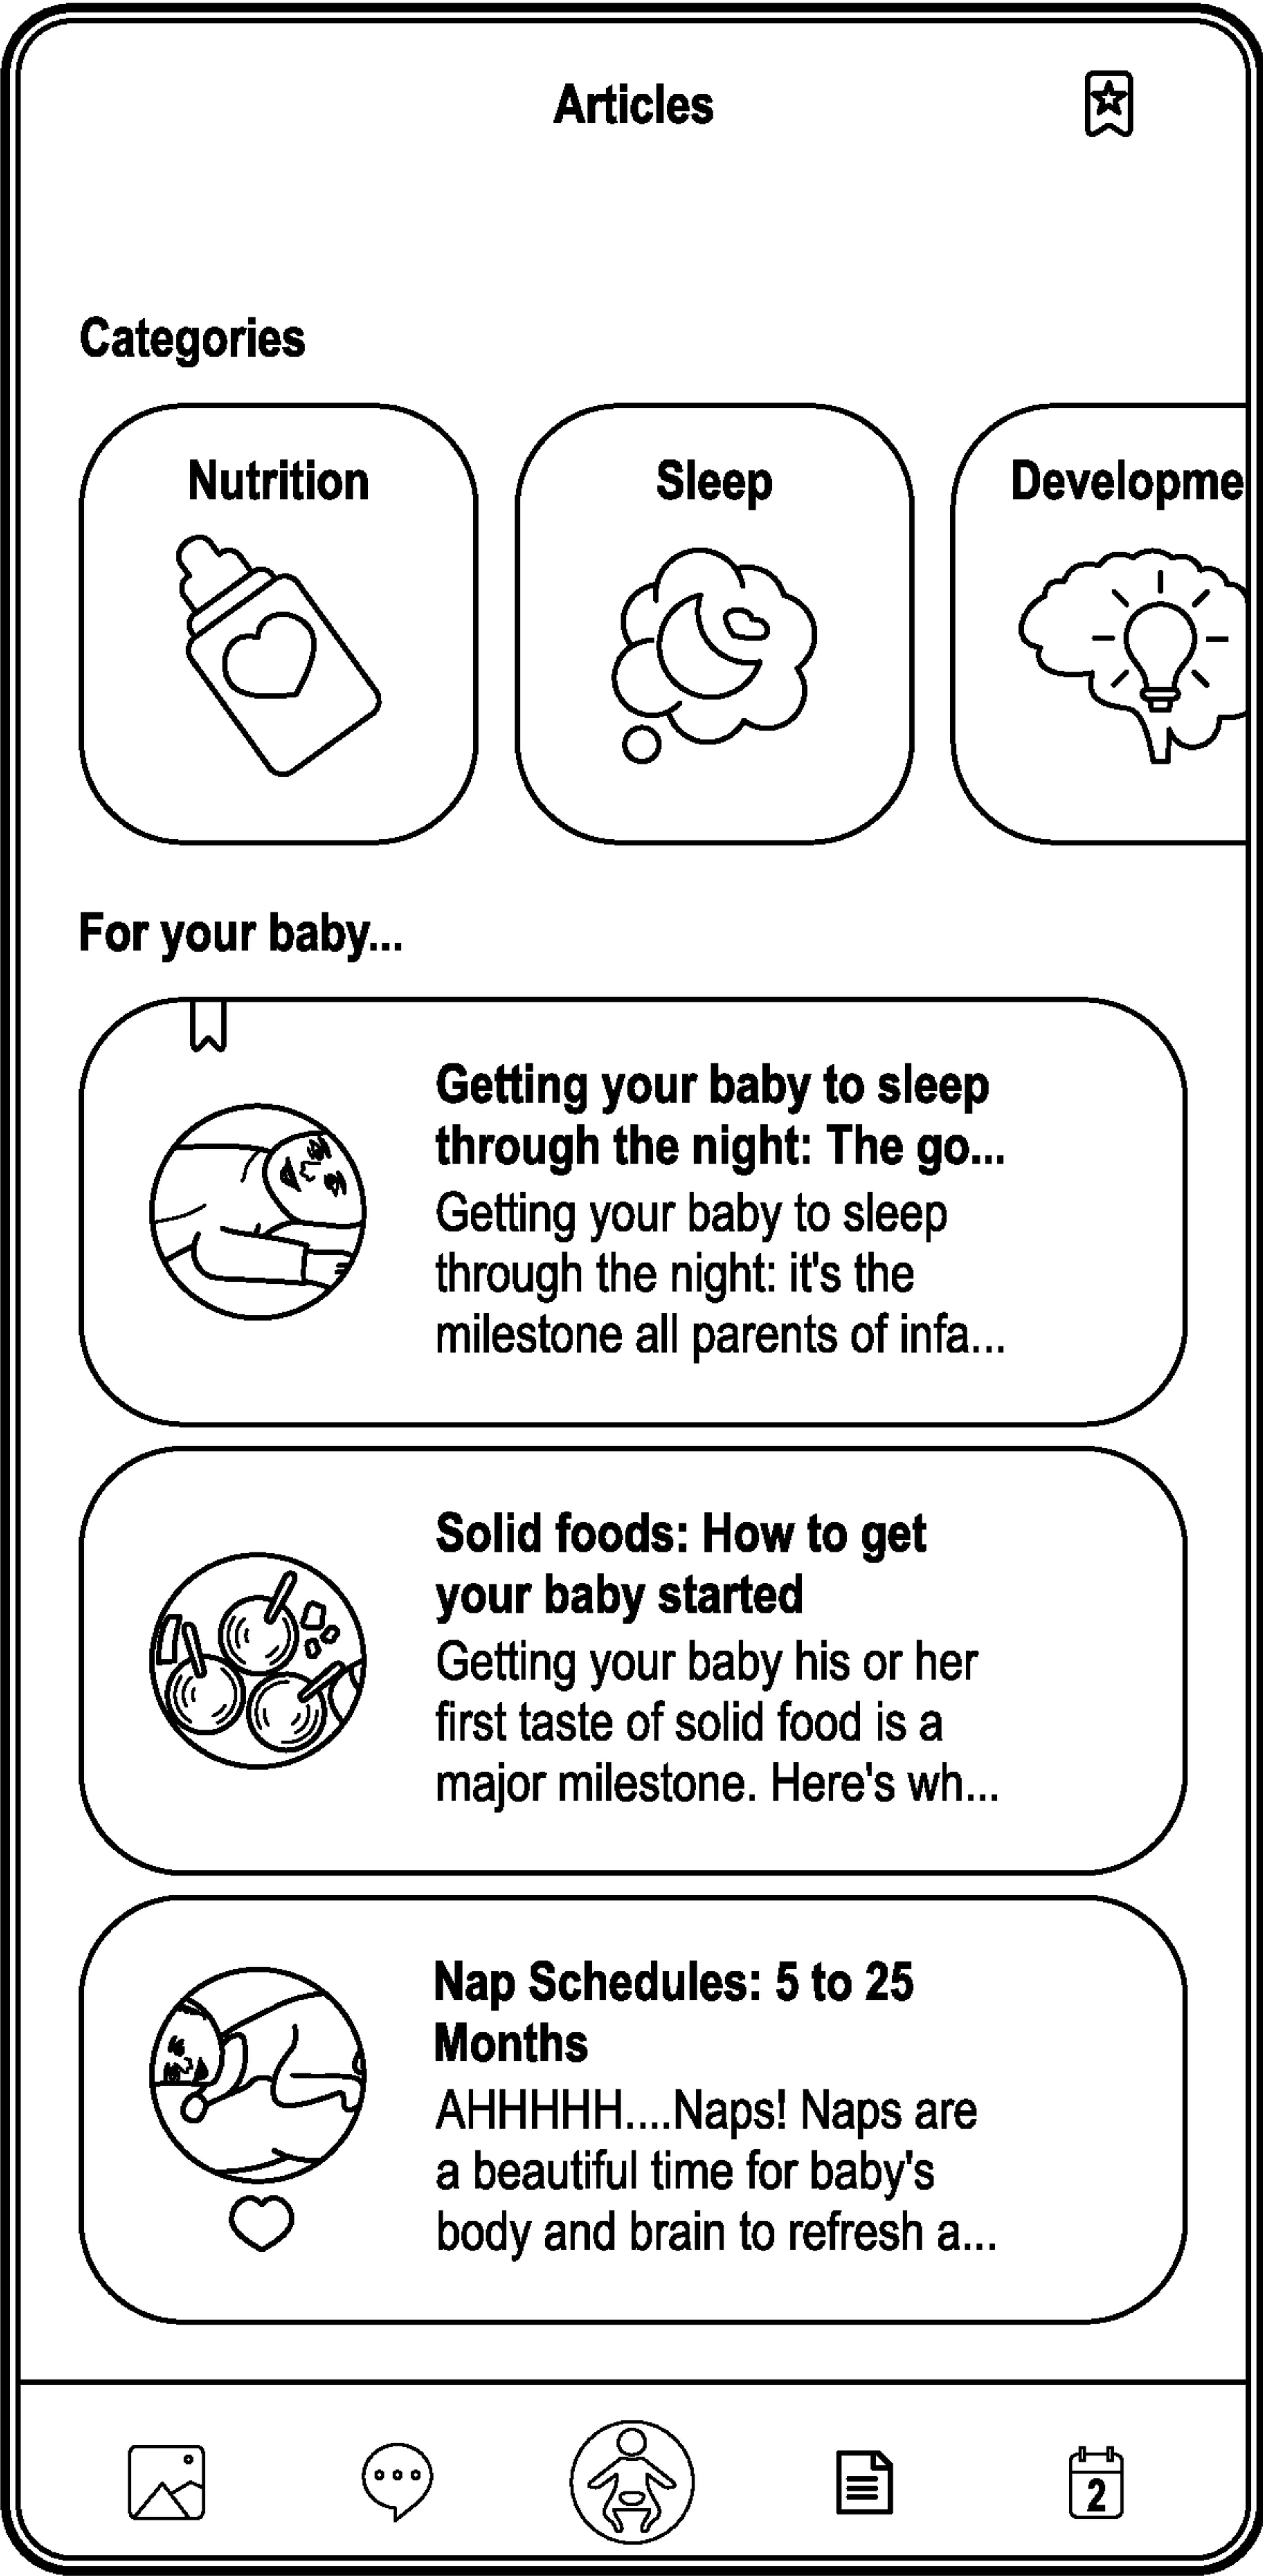 Articles
Categories
Nutrition
Sleep
Developme
For your baby...
Getting your baby to sleep
through the night: The go...
Getting your baby to sleep
through the night: it's the
milestone all parents of infa...
Solid foods: How to get
your baby started
Getting your baby his or her
first taste of solid food is a
major milestone. Here's wh...
Nap Schedules: 5 to 25
Months
AHHHHH....Naps! Naps are
a beautiful time for baby's
body and brain to refresh a...
2